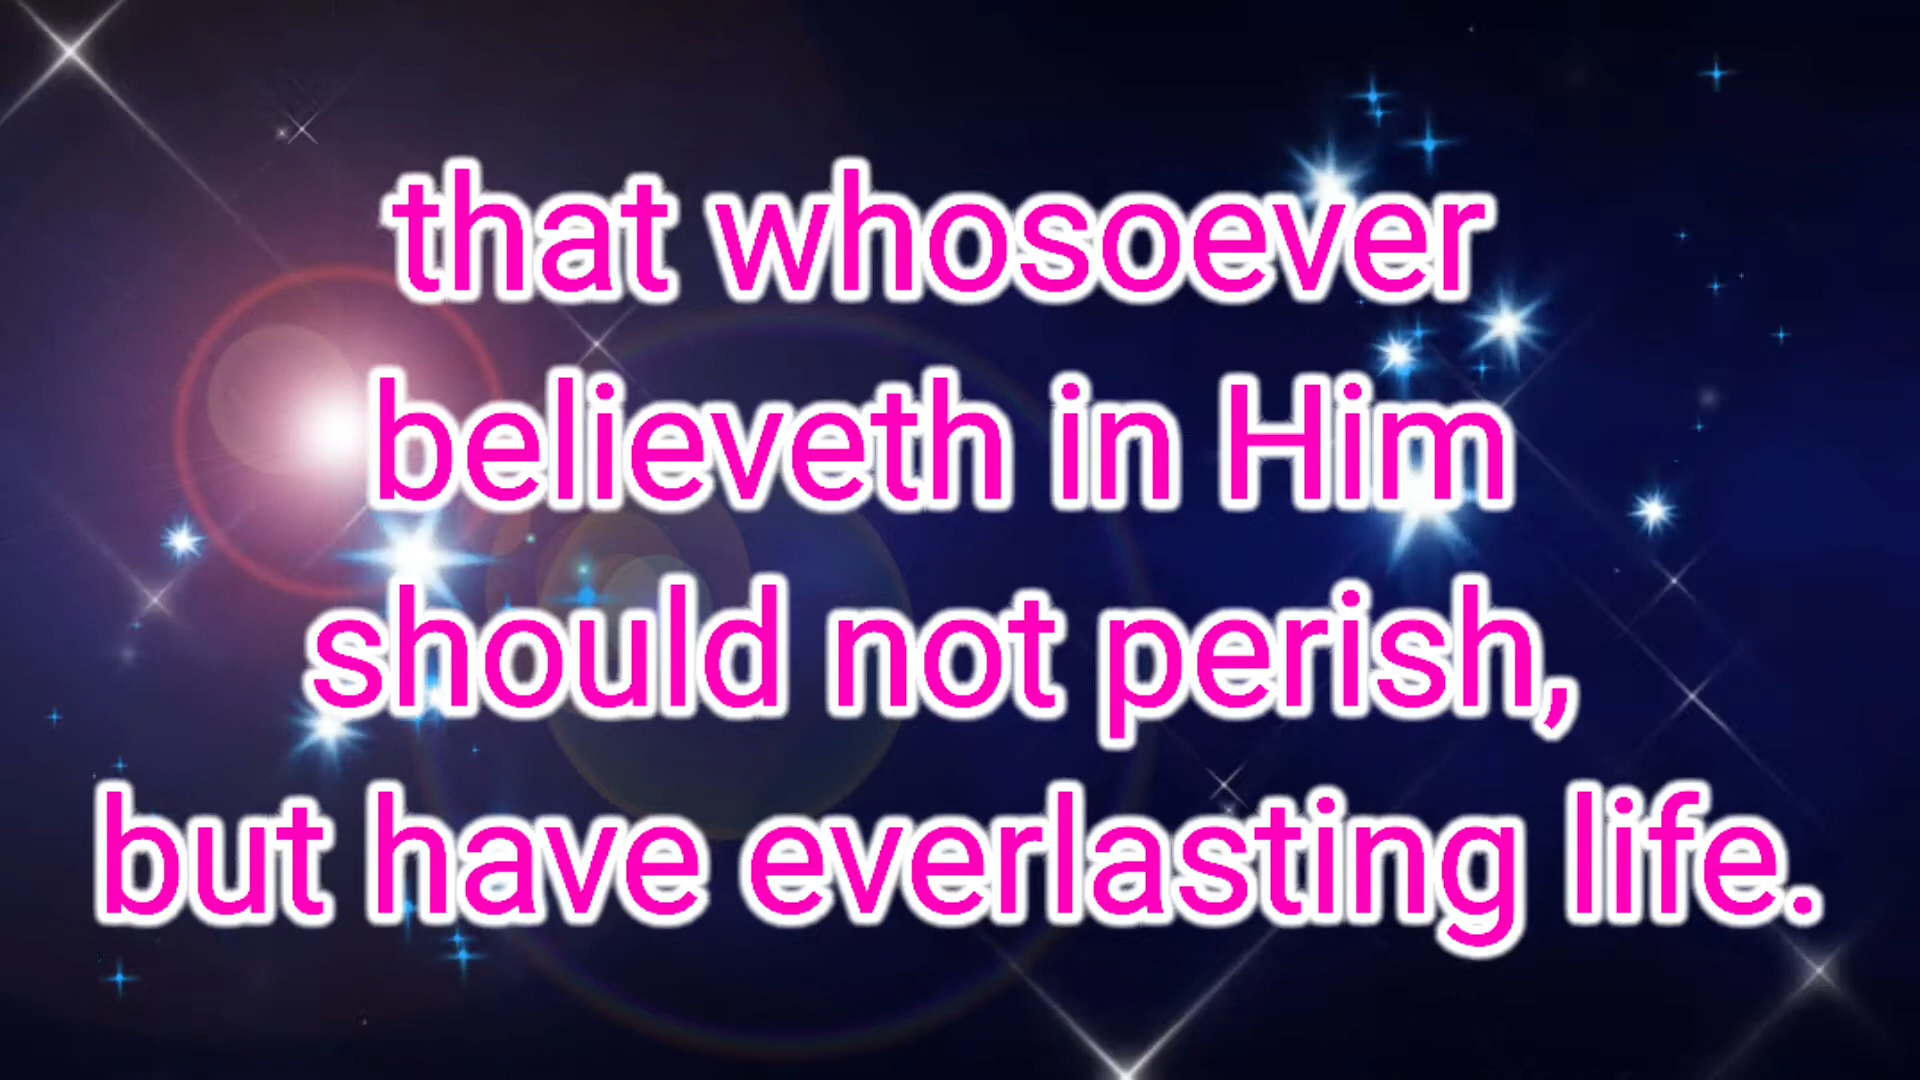 that whosoever
believeth in Him
should not perish,
but have everlasting life.